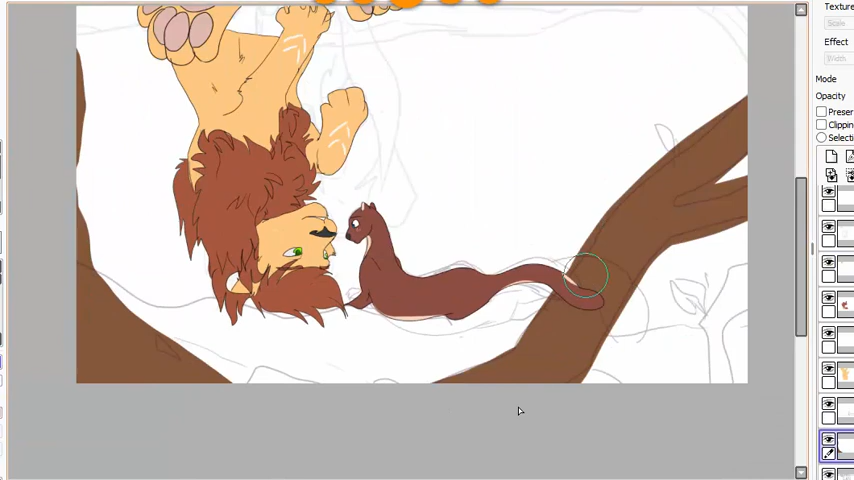 Texture
Scale
Effect
Width
Mode
Opacity
Preser
Clippin
Selecti